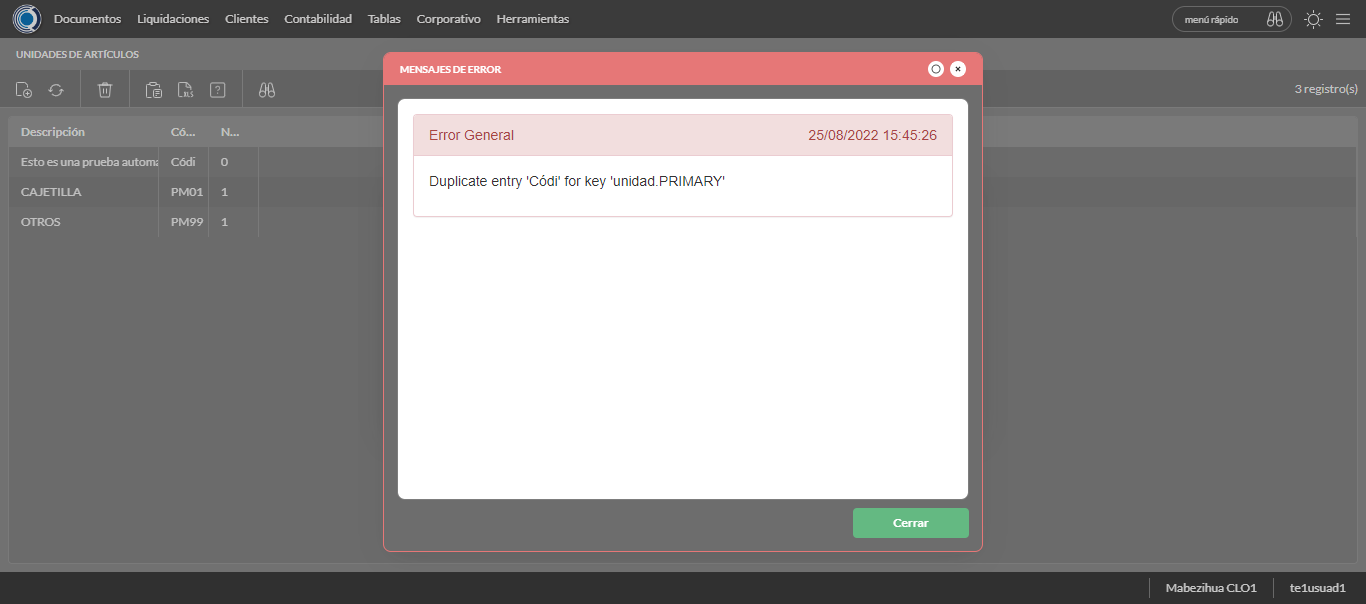 Documentos Liquidaciones Clientes Contabilidad Tablas Corporativo Herramientas menú rápido
UNIDADES DE ARTÍCULOS
MENSAJES DE ERROR
XLS ? 3 registro(s)
Descripción Có... N...
Error General 25/08/2022 15:45:26
Esto es una prueba automa Códi 0
Duplicate entry 'Códi' for key 'unidad.PRIMARY'
CAJETILLA PM01 1
OTROS PM99 1
Cerrar
Mabezihua CLO1 te1usuad1